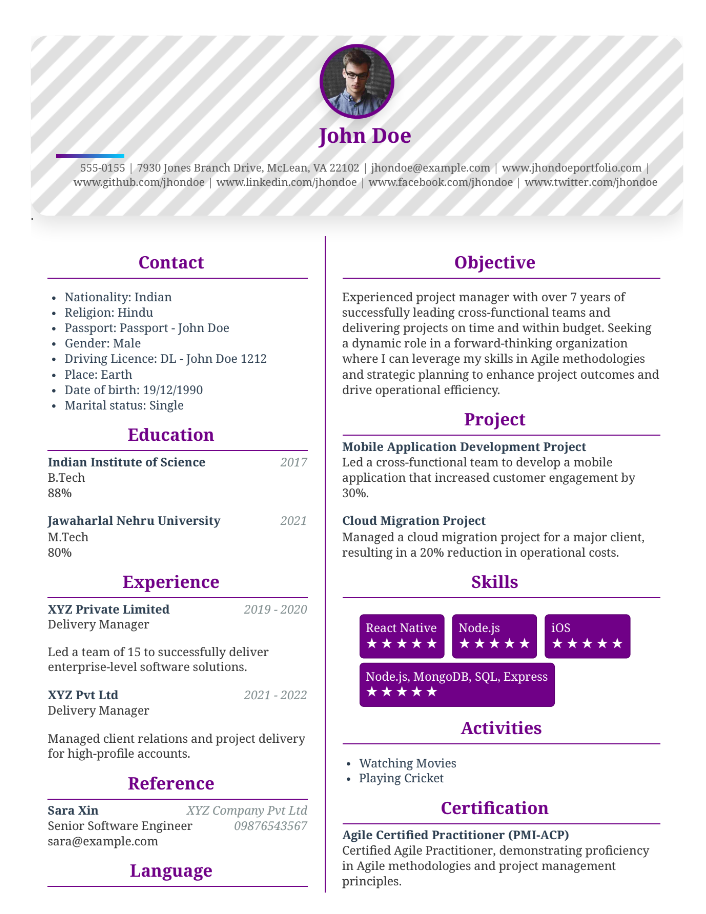 John Doe
555-0155 | 7930 Jones Branch Drive, McLean, VA 22102 | jhondoe@example.com | www.jhondoeportfolio.com |
www.github.com/jhondoe | www.linkedin.com/jhondoe | www.facebook.com/jhondoe | www.twitter.com/jhondoe
.
Contact
• Nationality: Indian
• Religion: Hindu
• Passport: Passport - John Doe
• Gender: Male
• Driving Licence: DL - John Doe 1212
• Place: Earth
• Date of birth: 19/12/1990
• Marital status: Single
Education
Indian Institute of Science 2017
B.Tech
88%
Jawaharlal Nehru University 2021
M.Tech
80%
Experience
XYZ Private Limited 2019 - 2020
Delivery Manager
Led a team of 15 to successfully deliver
enterprise-level software solutions.
XYZ Pvt Ltd 2021 - 2022
Delivery Manager
Managed client relations and project delivery
for high-profile accounts.
Reference
Sara Xin XYZ Company Pvt Ltd
Senior Software Engineer 09876543567
sara@example.com
Language
Objective
Experienced project manager with over 7 years of
successfully leading cross-functional teams and
delivering projects on time and within budget. Seeking
a dynamic role in a forward-thinking organization
where I can leverage my skills in Agile methodologies
and strategic planning to enhance project outcomes and
drive operational efficiency.
Project
Mobile Application Development Project
Led a cross-functional team to develop a mobile
application that increased customer engagement by
30%.
Cloud Migration Project
Managed a cloud migration project for a major client,
resulting in a 20% reduction in operational costs.
Skills
React Native
★ ★ ★ ★ ★
Node.js
★ ★ ★ ★ ★
iOS
★ ★ ★ ★ ★
Node.js, MongoDB, SQL, Express
★ ★ ★ ★ ★
Activities
• Watching Movies
• Playing Cricket
Certification
Agile Certified Practitioner (PMI-ACP)
Certified Agile Practitioner, demonstrating proficiency
in Agile methodologies and project management
principles.